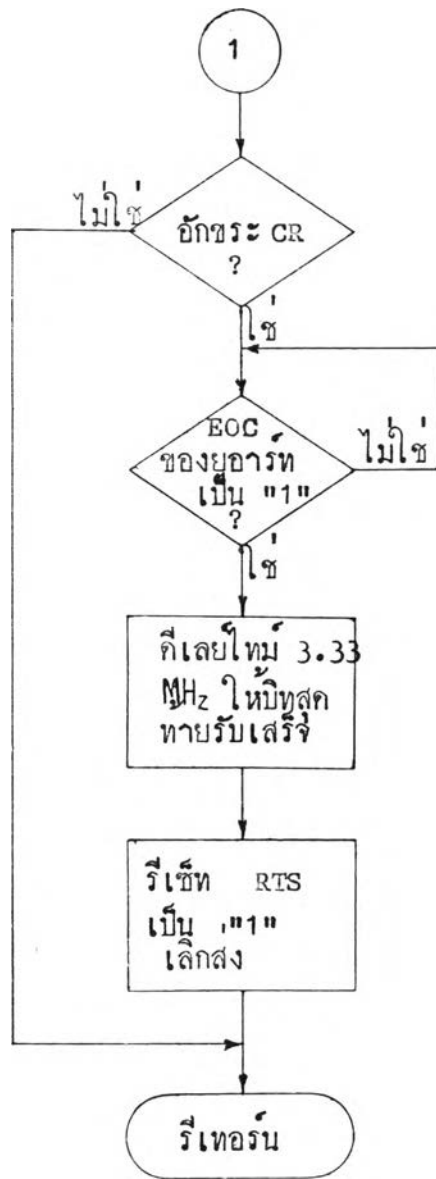 1
ไม่ใช่
อักขระ CR
?
ใช่
EOC
ของยูอาร์ท
เป็น "1"
?
ไม่ใช่
ใช่
ดีเลย์ไทม์ 3.33
MHz ให้บิทสุด
ท้ายรับเสร็จ
รีเซ็ท RTS
เป็น ,"1"
เลิกส่ง
รีเทอร์น